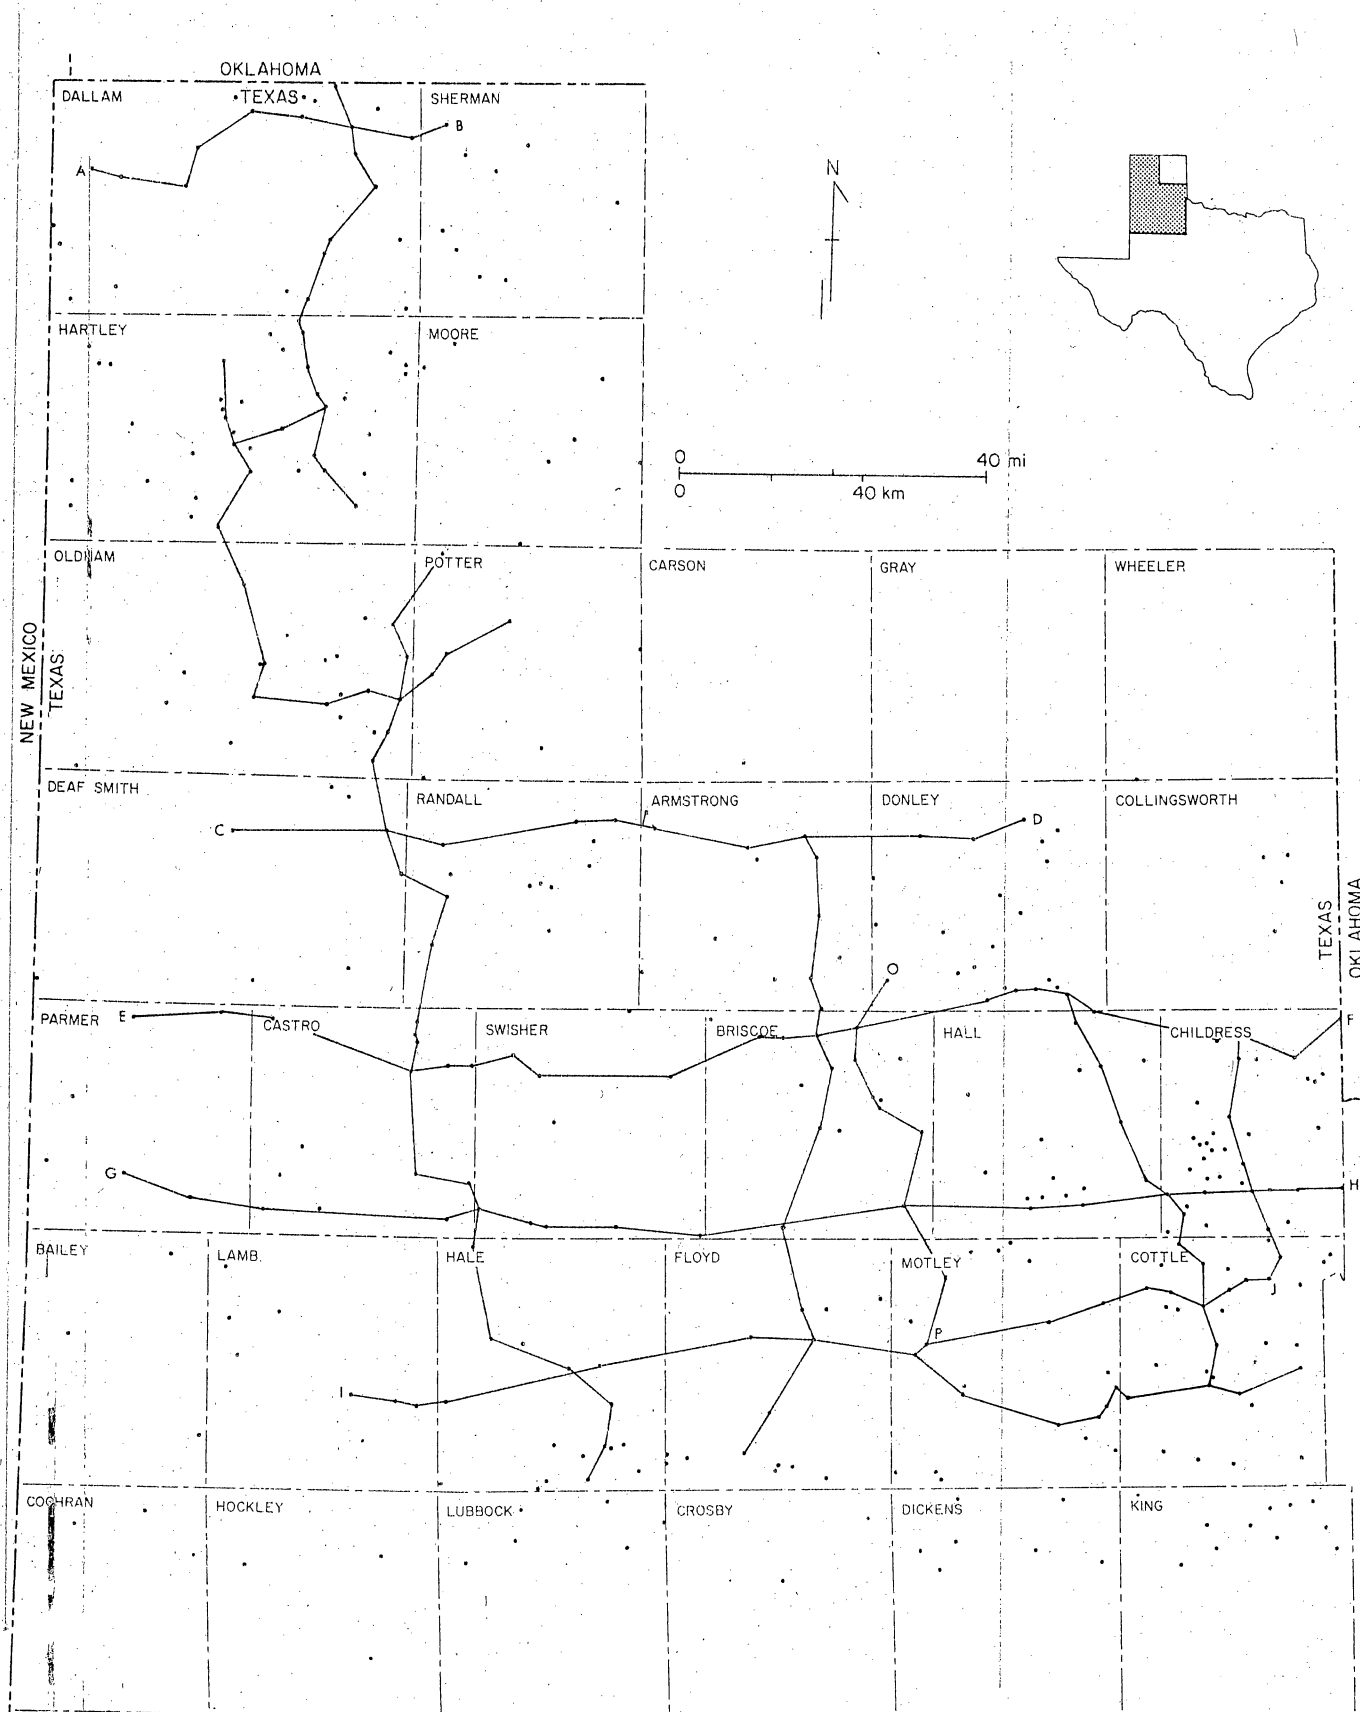 OKLAHOMA
DALLAM
TEXAS
SHERMAN
B
A
N
HARTLEY
MOORE
0
40 mi
0
40 km
OLDHAM
POTTER
CARSON
GRAY
WHEELER
NEW MEXICO
TEXAS
DEAF SMITH
RANDALL
ARMSTRONG
DONLEY
COLLINGSWORTH
C
D
TEXAS
OKLAHOMA
O
PARMER
E
CASTRO
SWISHER
BRISCOE
HALL
CHILDRESS
F
G
H
BAILEY
LAMB
HALE
FLOYD
MOTLEY
COTTLE
J
P
I
COCHRAN
HOCKLEY
LUBBOCK
CROSBY
DICKENS
KING